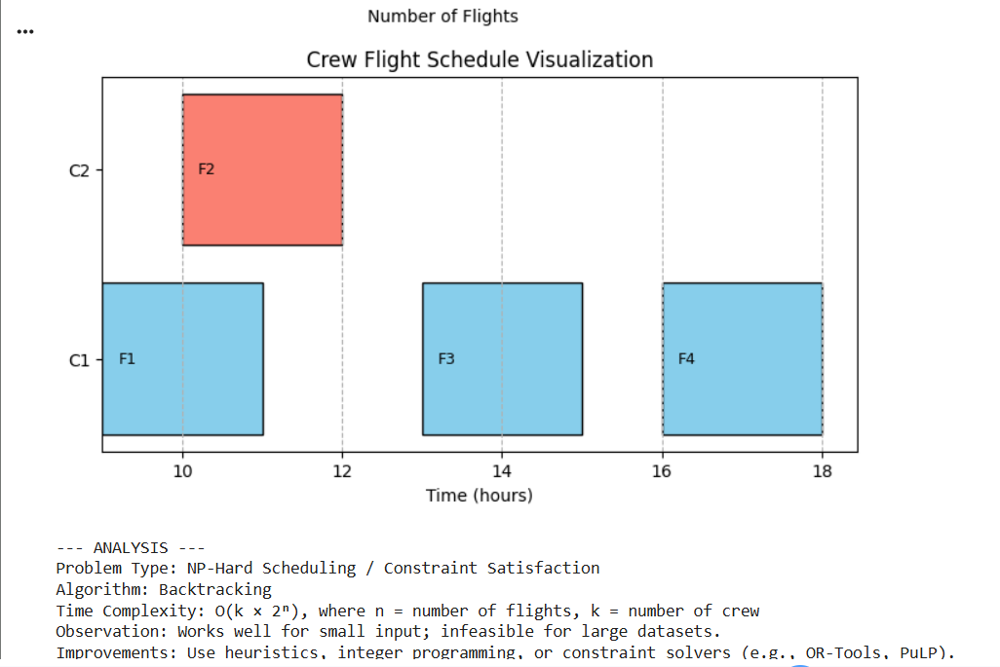 Number of Flights
...
Crew Flight Schedule Visualization
C2
F2
C1
F1
F3
F4
10 12 14 16 18
Time (hours)
--- ANALYSIS ---
Problem Type: NP-Hard Scheduling / Constraint Satisfaction
Algorithm: Backtracking
Time Complexity: O(k × 2ⁿ), where n = number of flights, k = number of crew
Observation: Works well for small input; infeasible for large datasets.
Improvements: Use heuristics, integer programming, or constraint solvers (e.g., OR-Tools, PuLP).